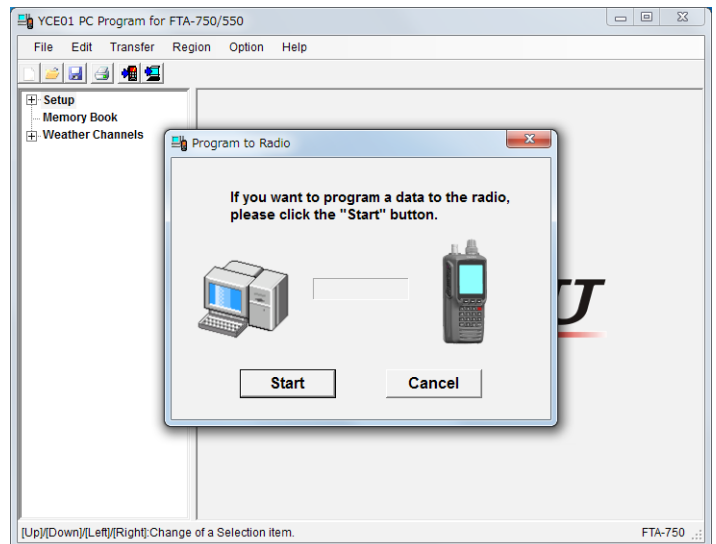 YCE01 PC Program for FTA-750/550
File Edit Transfer Region Option Help
Setup
Memory Book
Weather Channels
Program to Radio
If you want to program a data to the radio,
please click the "Start" button.
U
Start Cancel
[Up]/[Down]/[Left]/[Right]:Change of a Selection item. FTA-750